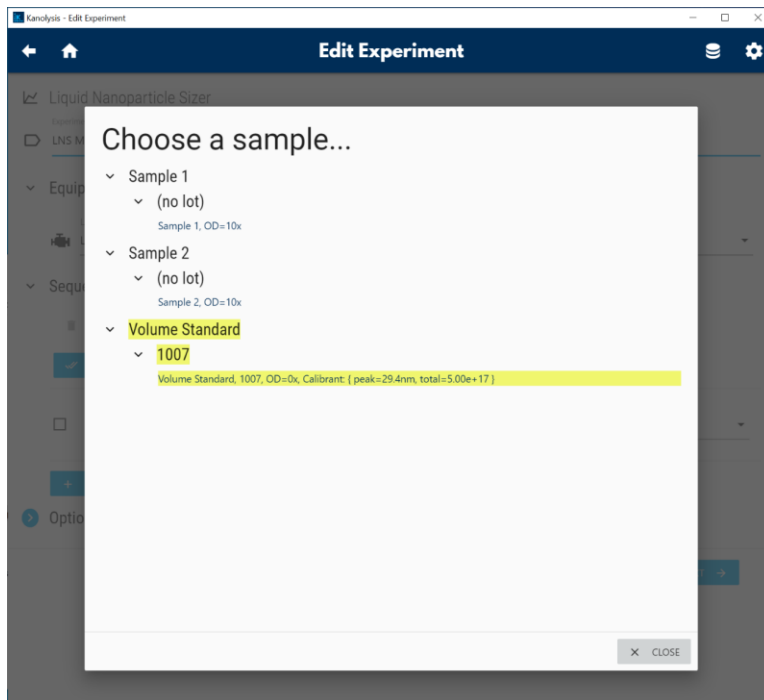 Kanolysis - Edit Experiment
Edit Experiment
Liquid Nanoparticle Sizer
LNS M
Choose a sample...
Sample 1
(no lot)
Sample 1, OD=10x
Sample 2
(no lot)
Sample 2, OD=10x
Volume Standard
1007
Volume Standard, 1007, OD=0x, Calibrant: { peak=29.4nm, total=5.00e+17 }
Equip
Seque
Optio
CLOSE